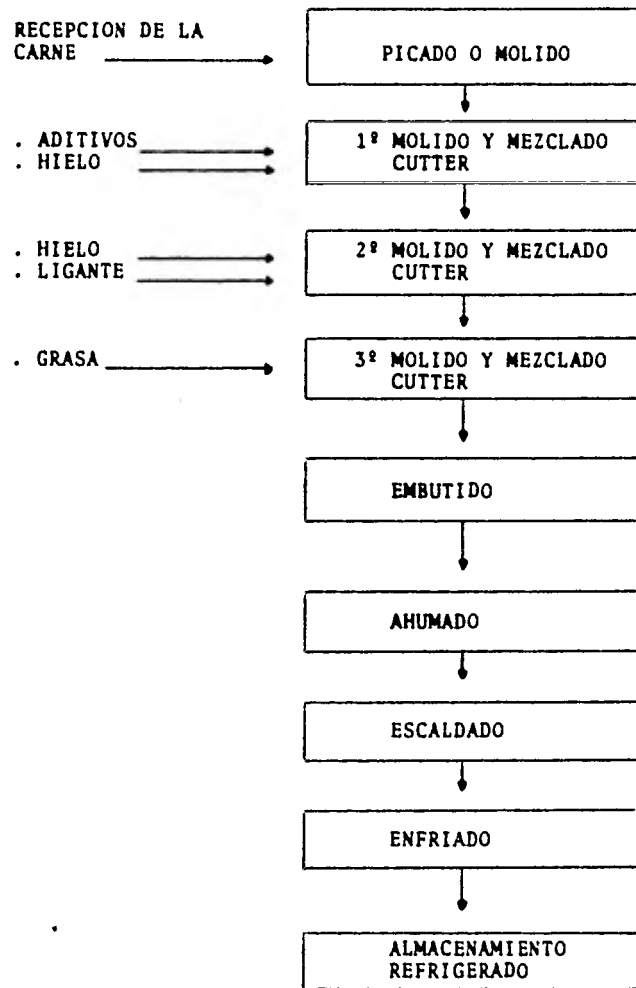 RECEPCION DE LA
CARNE
PICADO O MOLIDO
. ADITIVOS
. HIELO
1º MOLIDO Y MEZCLADO
CUTTER
. HIELO
. LIGANTE
2º MOLIDO Y MEZCLADO
CUTTER
. GRASA
3º MOLIDO Y MEZCLADO
CUTTER
EMBUTIDO
AHUMADO
ESCALDADO
ENFRIADO
ALMACENAMIENTO
REFRIGERADO